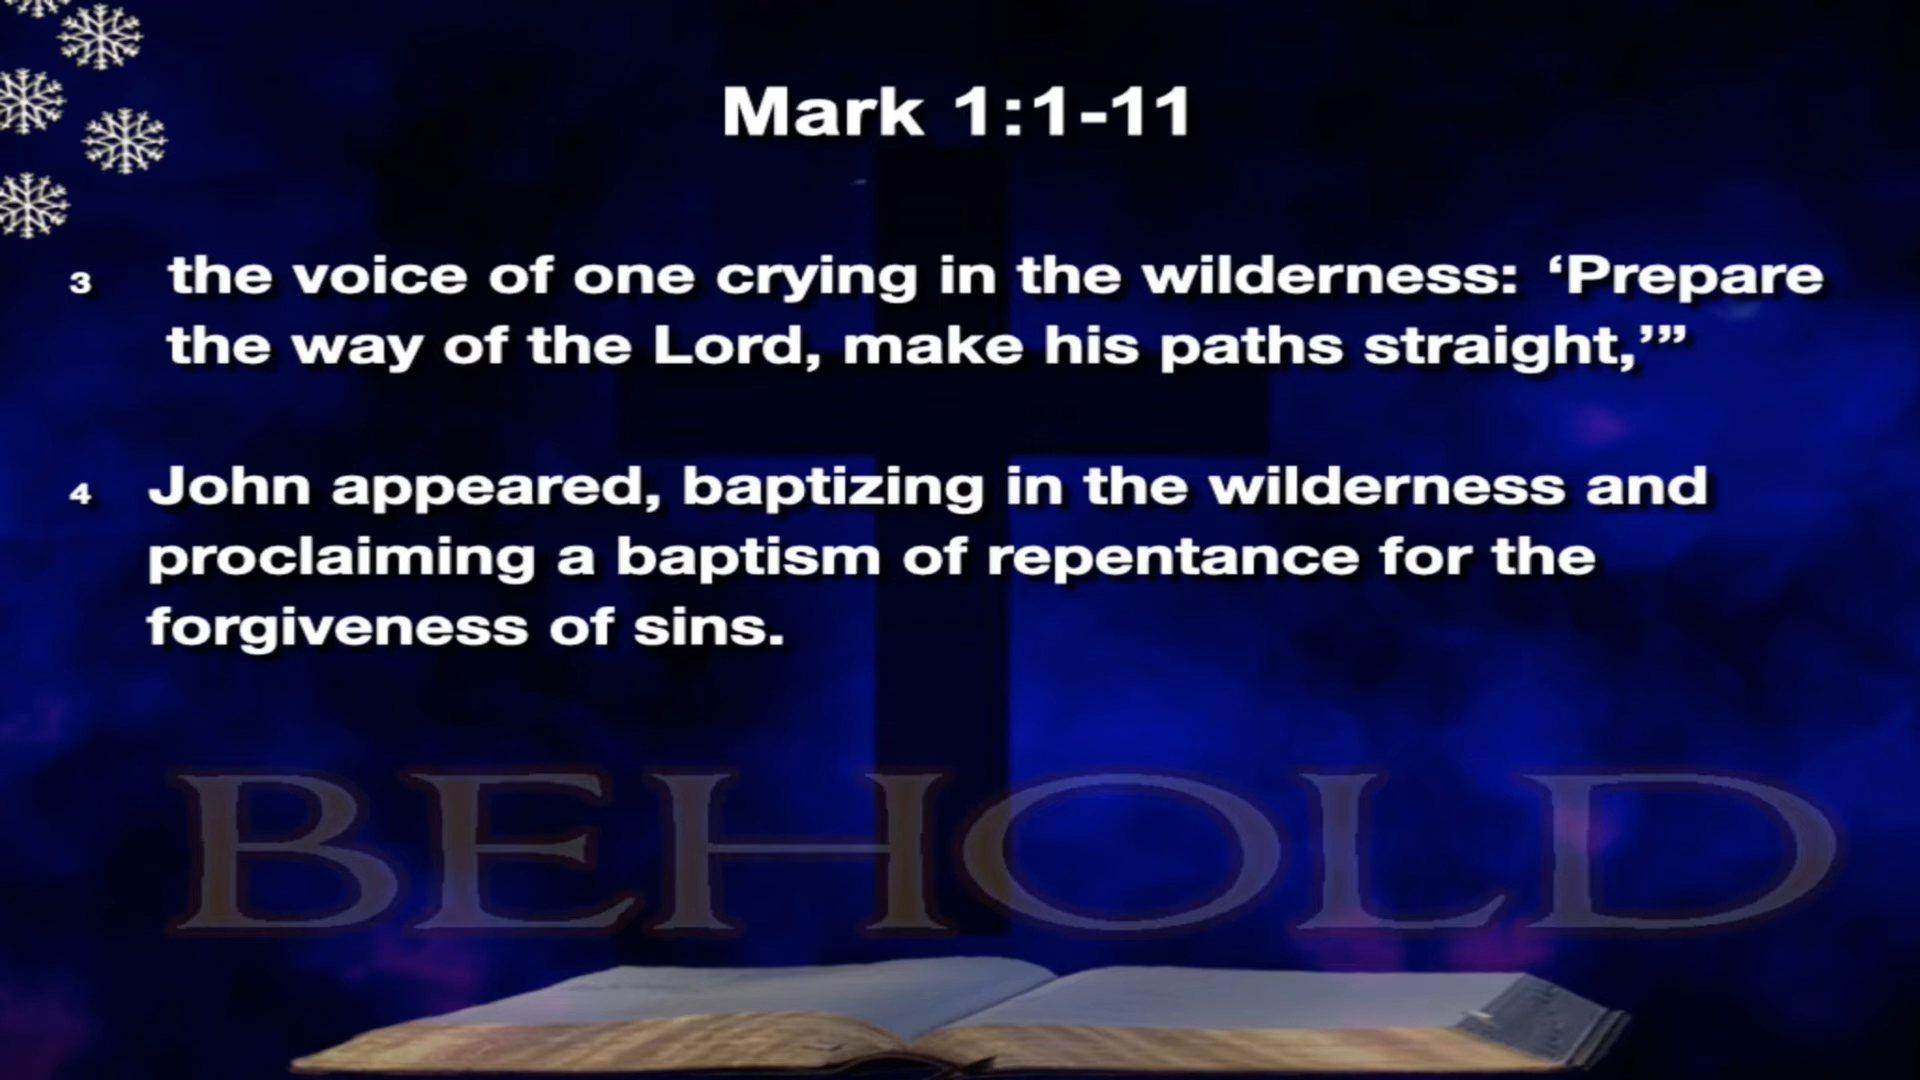 Mark 1:1-11
3 the voice of one crying in the wilderness: ‘Prepare
the way of the Lord, make his paths straight,’”
4 John appeared, baptizing in the wilderness and
proclaiming a baptism of repentance for the
forgiveness of sins.
BEHOLD